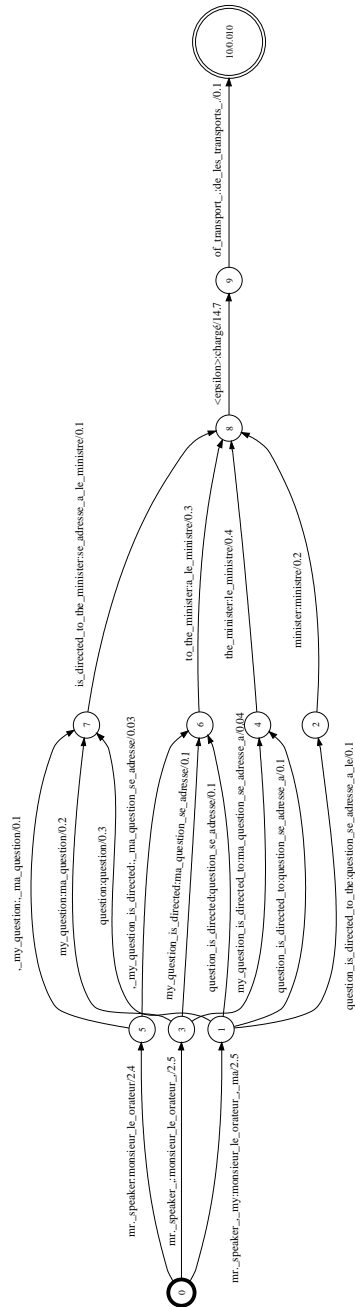 0
mr._speaker:monsieur_le_orateur/2.4
mr._speaker_,:monsieur_le_orateur_,/2.5
mr._speaker_,_my:monsieur_le_orateur_,_ma/2.5
5
3
1
,_my_question:,_ma_question/0.1
my_question:ma_question/0.2
question:question/0.3
,_my_question_is_directed:,_ma_question_se_adresse/0.03
my_question_is_directed:ma_question_se_adresse/0.1
question_is_directed:question_se_adresse/0.1
my_question_is_directed_to:ma_question_se_adresse_a/0.04
question_is_directed_to:question_se_adresse_a/0.1
question_is_directed_to_the:question_se_adresse_a_le/0.1
7
6
4
2
is_directed_to_the_minister:se_adresse_a_le_ministre/0.1
to_the_minister:a_le_ministre/0.3
the_minister:le_ministre/0.4
minister:ministre/0.2
8
<epsilon>:chargé/14.7
9
of_transport_.:de_les_transports_./0.1
10/0.010